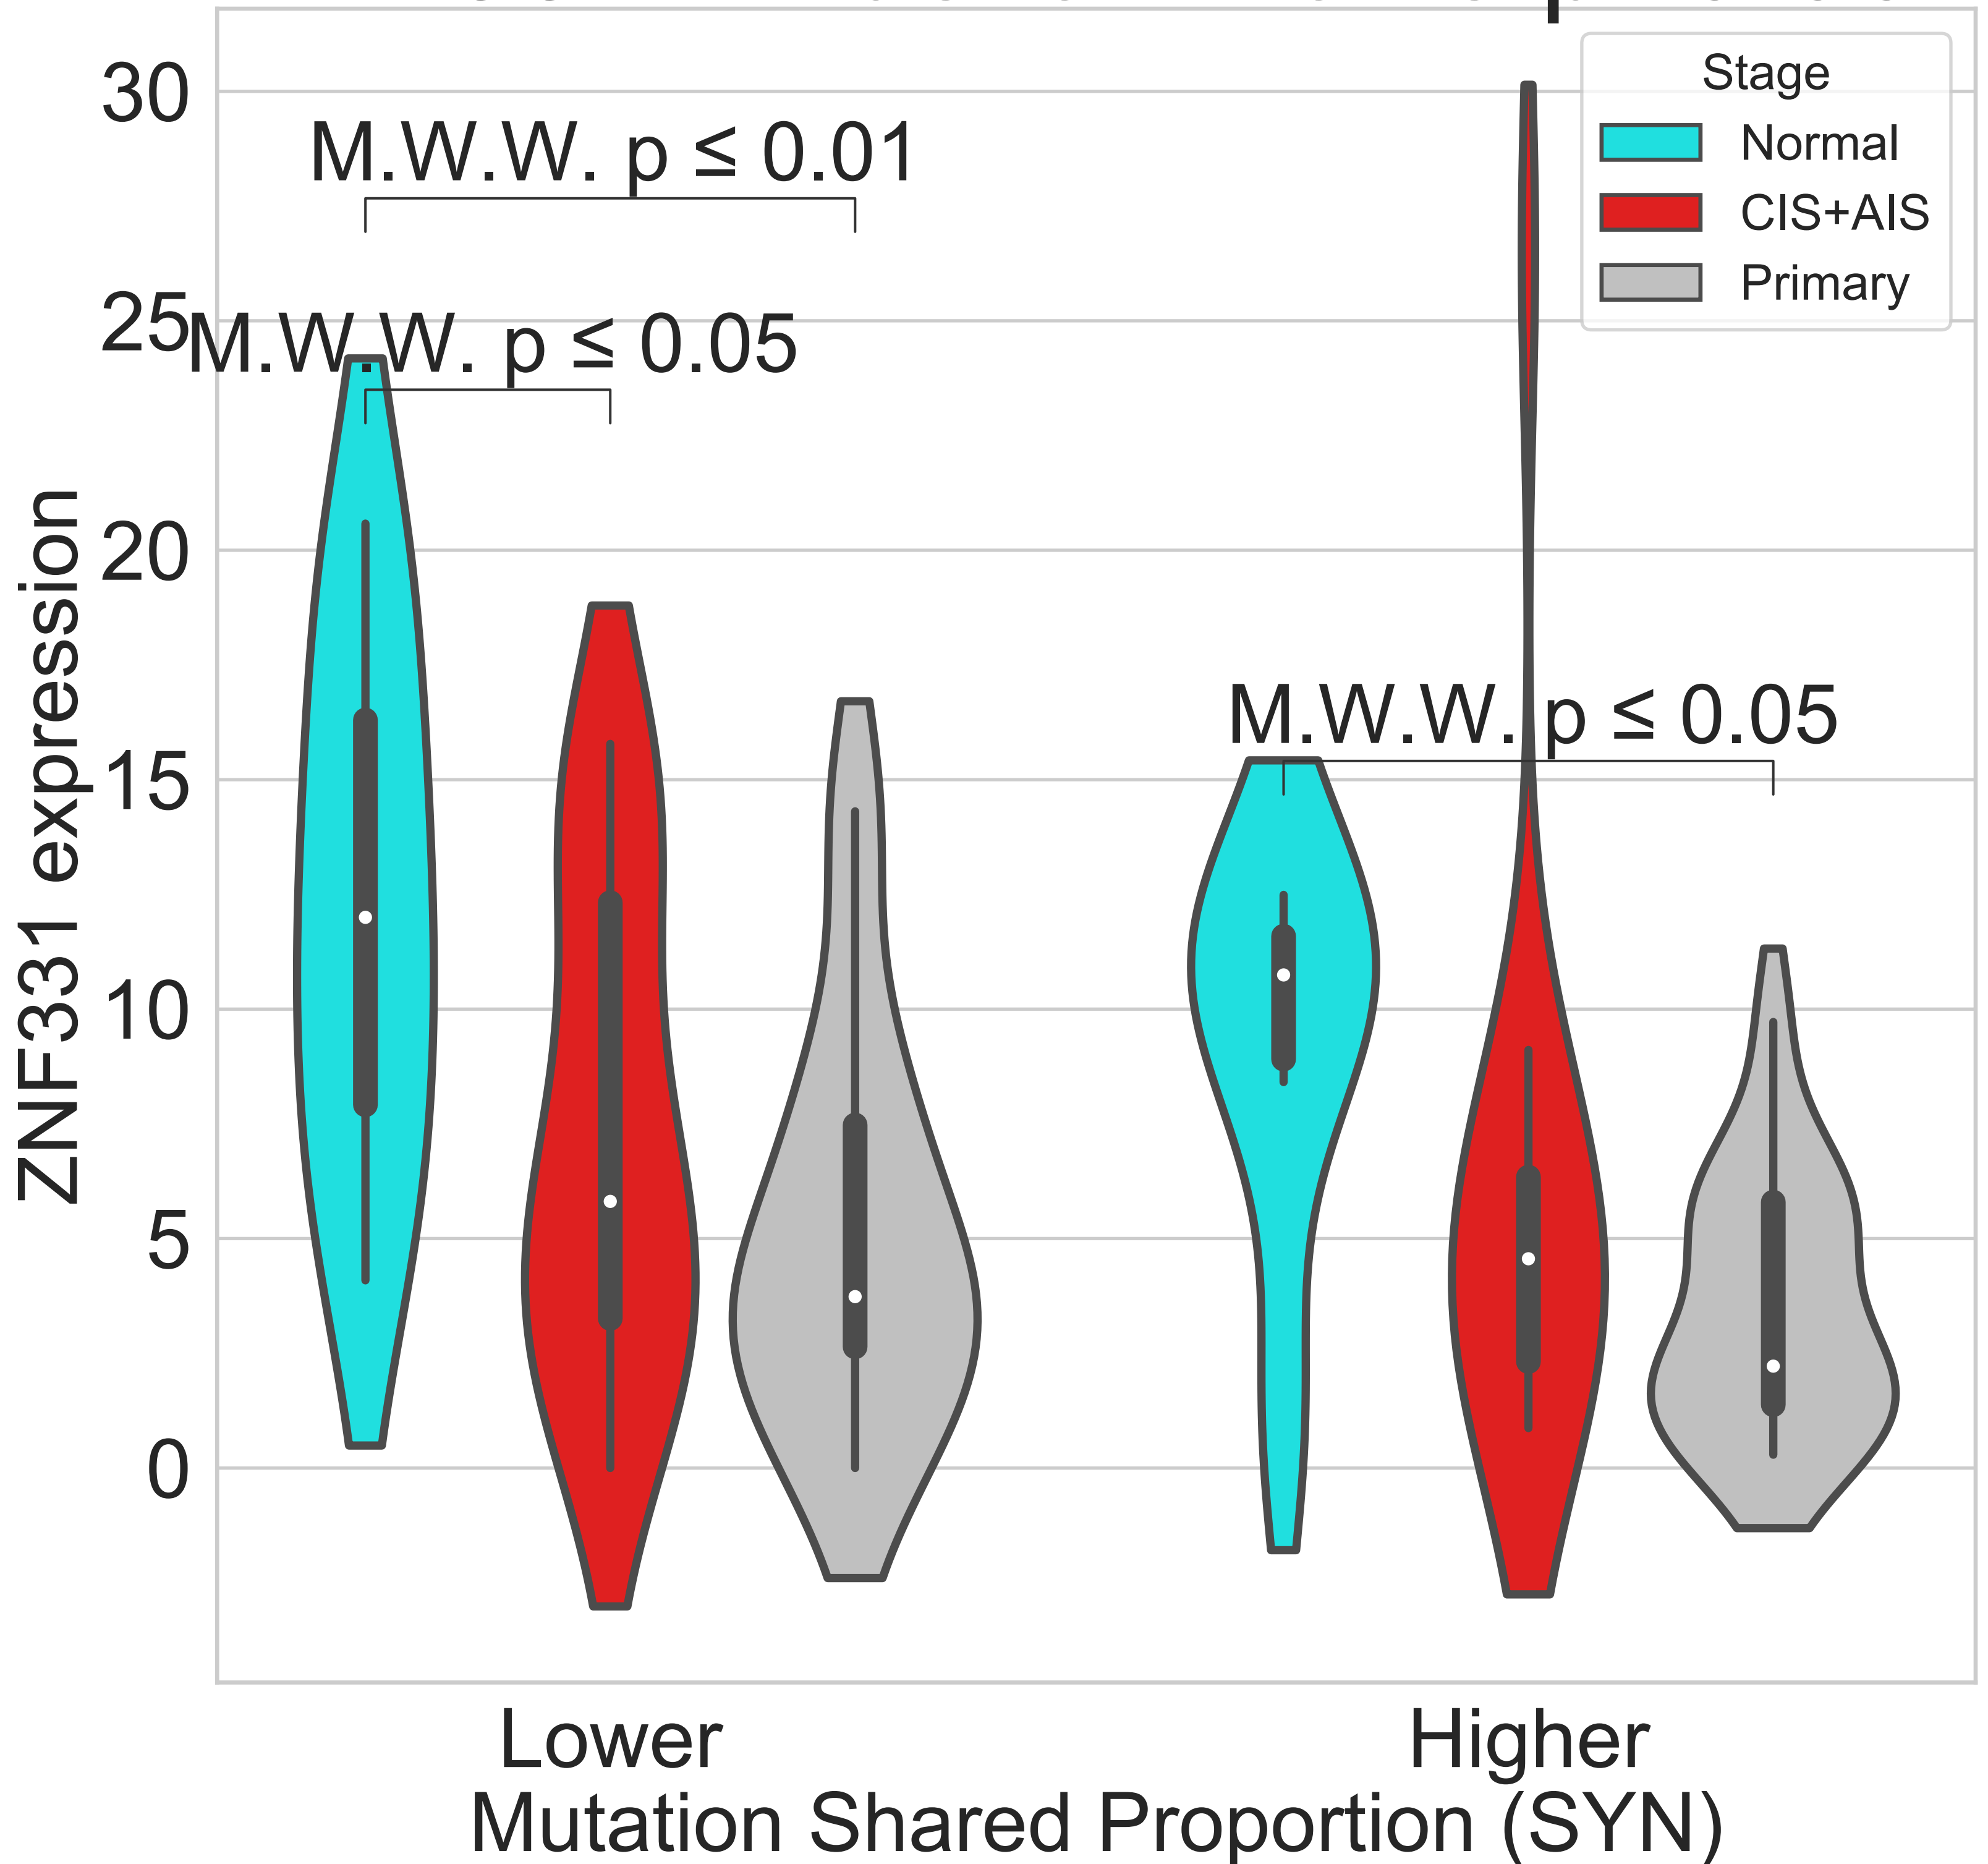 Stage
Normal
CIS+AIS
Primary
M.W.W. p ≤ 0.01
M.W.W. p ≤ 0.05
M.W.W. p ≤ 0.05
ZNF331 expression
30
25
20
15
10
5
0
Lower
Higher
Mutation Shared Proportion (SYN)